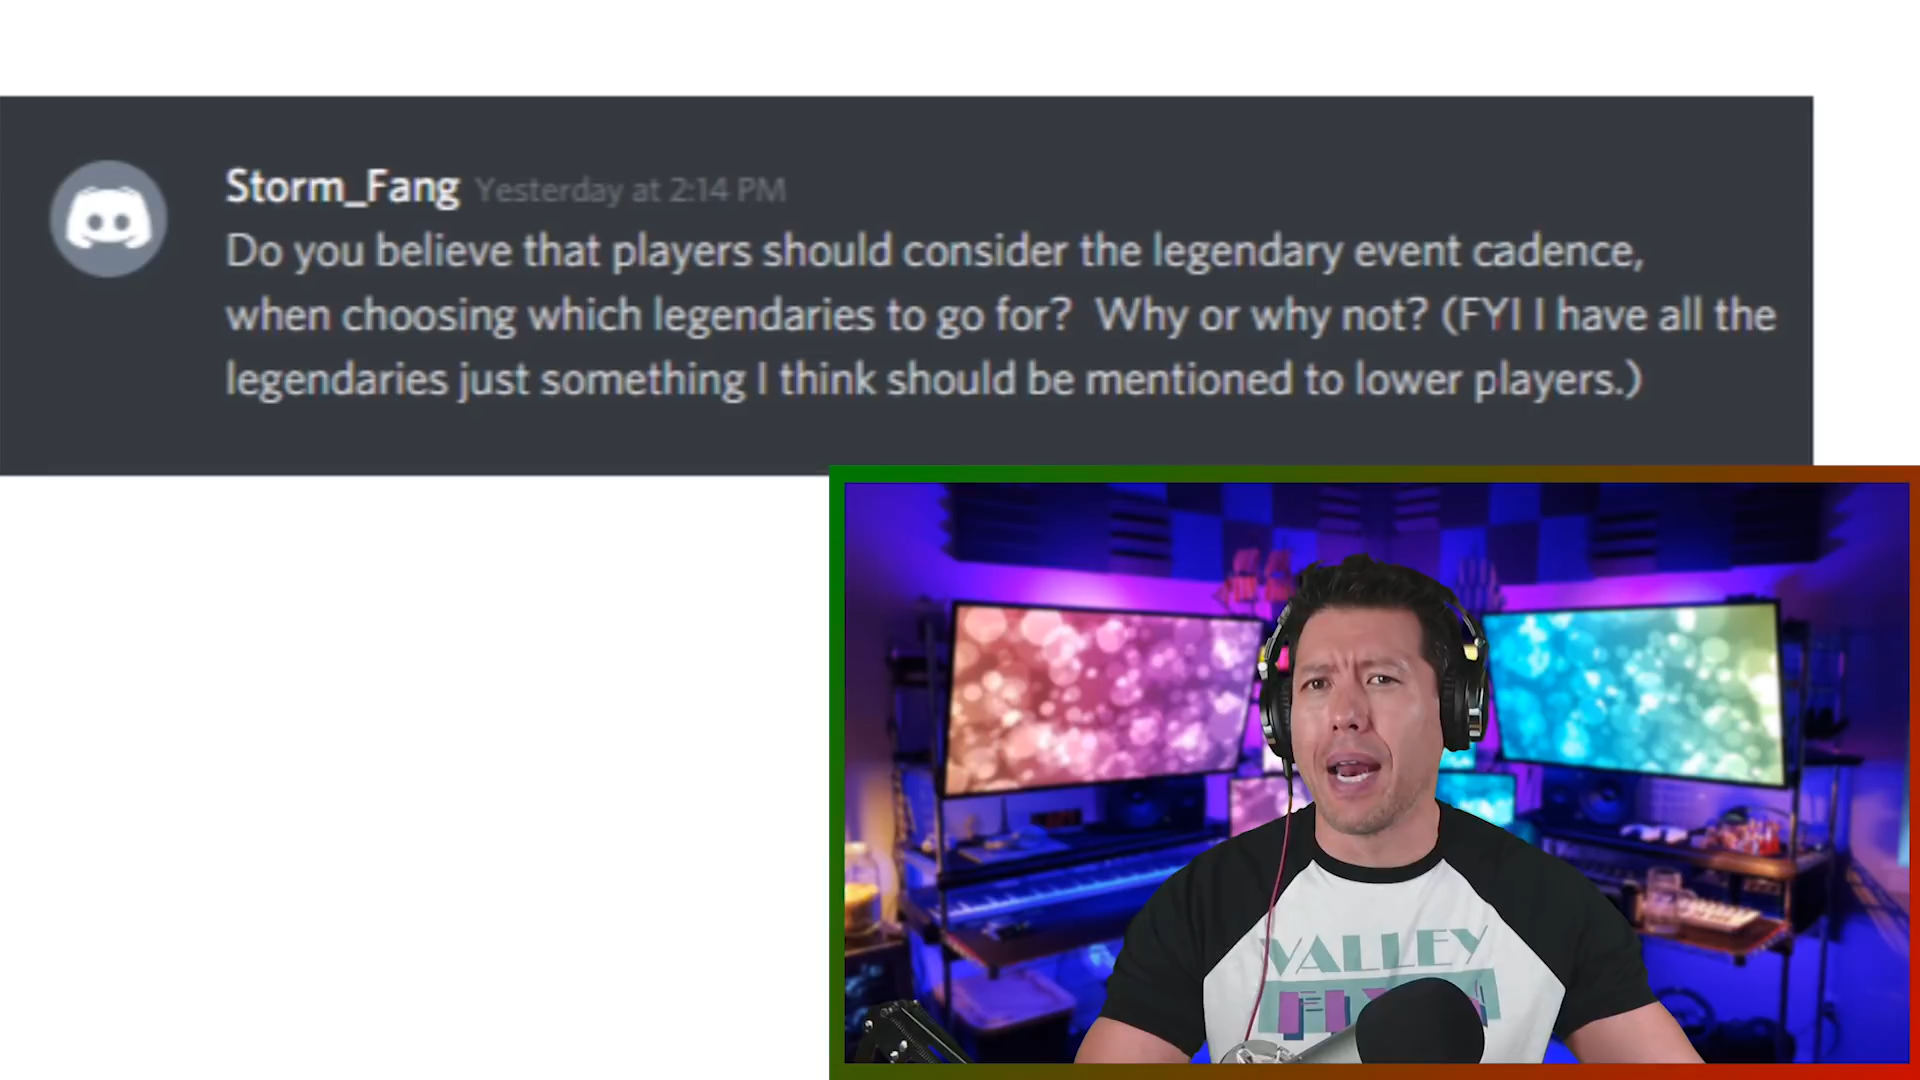 Storm_Fang Yesterday at 2:14 PM
Do you believe that players should consider the legendary event cadence,
when choosing which legendaries to go for?  Why or why not? (FYI I have all the
legendaries just something I think should be mentioned to lower players.)
VALLEY